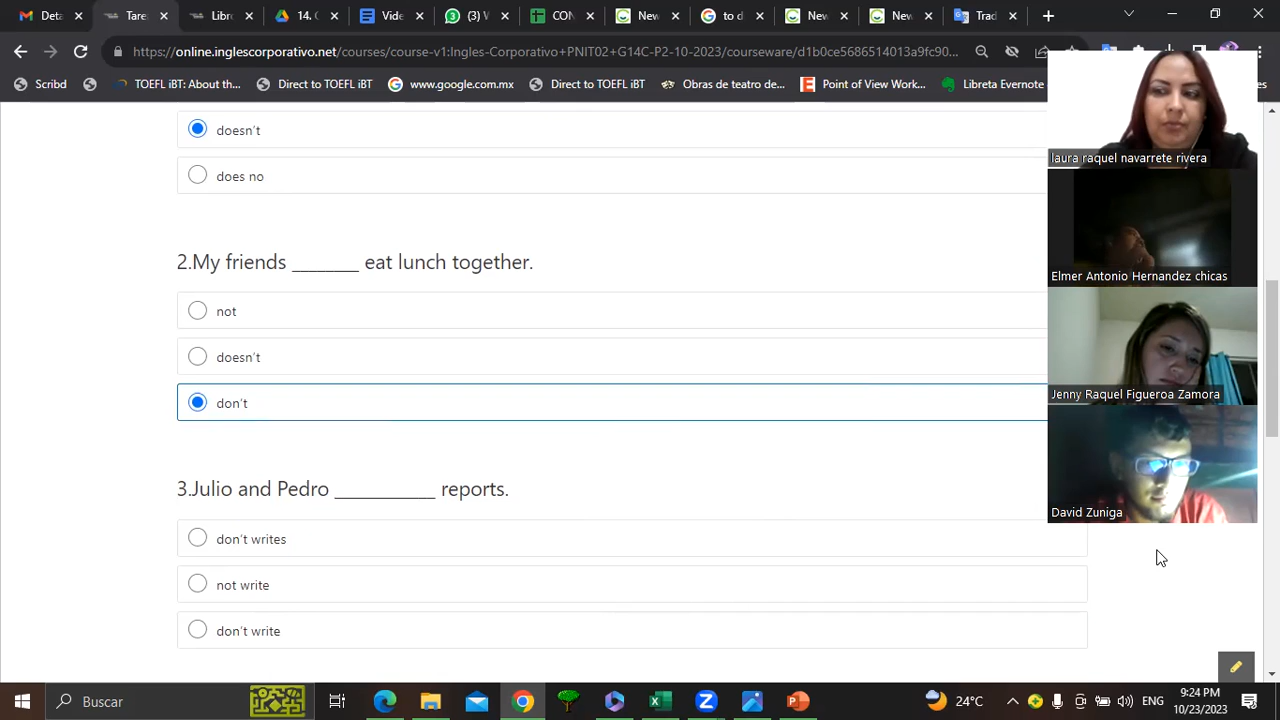 Deta
Tare
Libro
14. C
Vide
(3) W
CON
New
to d
New
New
Trad
https://online.inglescorporativo.net/courses/course-v1:Ingles-Corporativo+PNIT02+G14C-P2-10-2023/courseware/d1b0ce5686514013a9fc90...
Scribd
TOEFL iBT: About th...
Direct to TOEFL iBT
www.google.com.mx
Direct to TOEFL iBT
Obras de teatro de...
Point of View Work...
Libreta Evernote
doesn't
does no
2.My friends ________ eat lunch together.
not
doesn't
don't
3.Julio and Pedro ____________ reports.
don't writes
not write
don't write
laura raquel navarrete rivera
Elmer Antonio Hernandez chicas
Jenny Raquel Figueroa Zamora
David Zuniga
Buscar
24°C
ENG
9:24 PM
10/23/2023